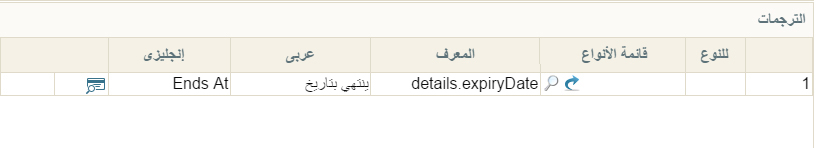 الترجمات
للنوع قائمة الأنواع المعرف عربى إنجليزى
1 details.expiryDate ينتهي بتاريخ Ends At